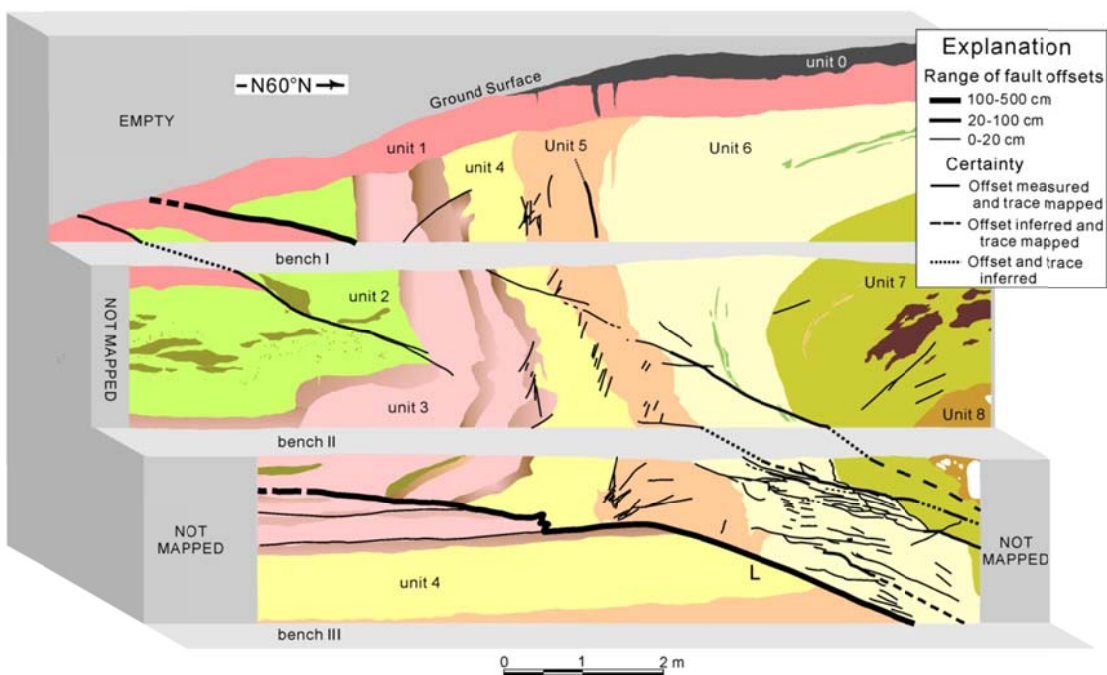 Explanation
Range of fault offsets
100-500 cm
20-100 cm
0-20 cm
Certainty
Offset measured
and trace mapped
Offset inferred and
trace mapped
Offset and trace
inferred
unit 0
N60°N
Ground Surface
EMPTY
unit 1
unit 4
Unit 5
Unit 6
bench I
NOT MAPPED
unit 2
Unit 7
unit 3
Unit 8
bench II
NOT
MAPPED
NOT
MAPPED
unit 4
L
bench III
0 1 2 m